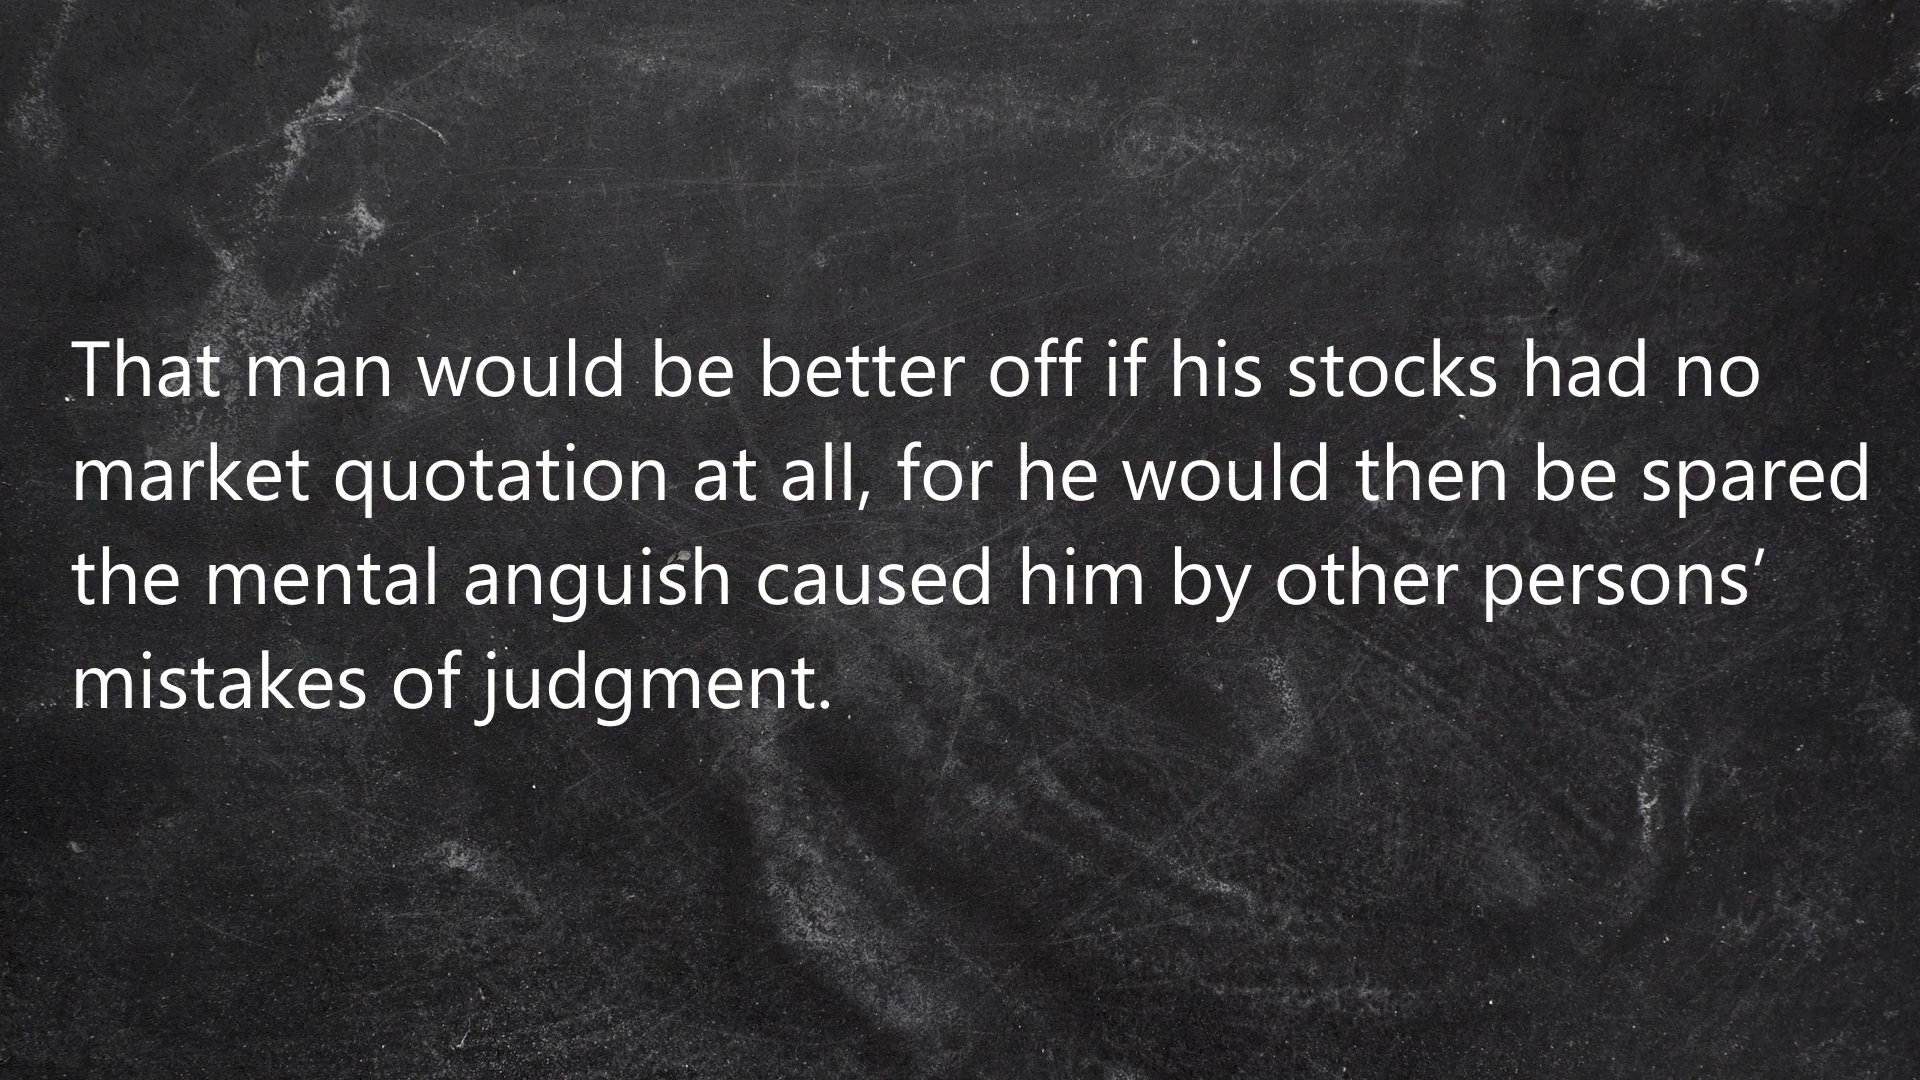 That man would be better off if his stocks had no
market quotation at all, for he would then be spared
the mental anguish caused him by other persons’
mistakes of judgment.